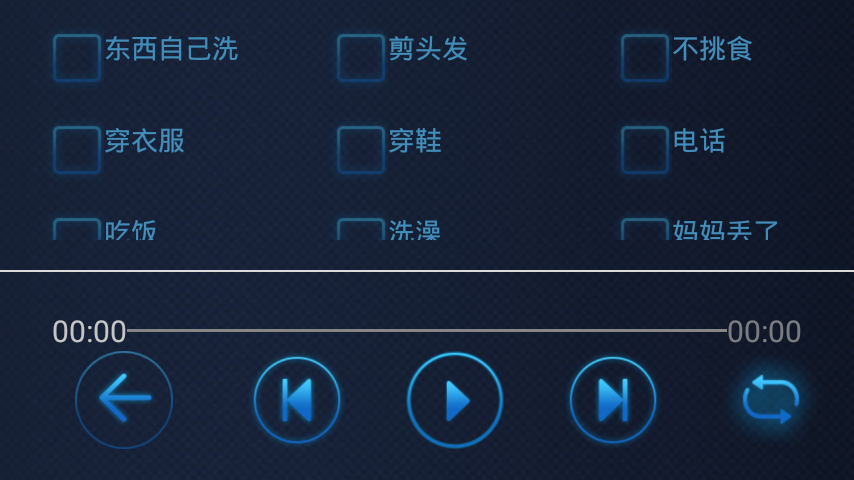 东西自己洗 剪头发 不挑食
穿衣服 穿鞋 电话
吃饭 洗澡 妈妈丢了
00:00 00:00